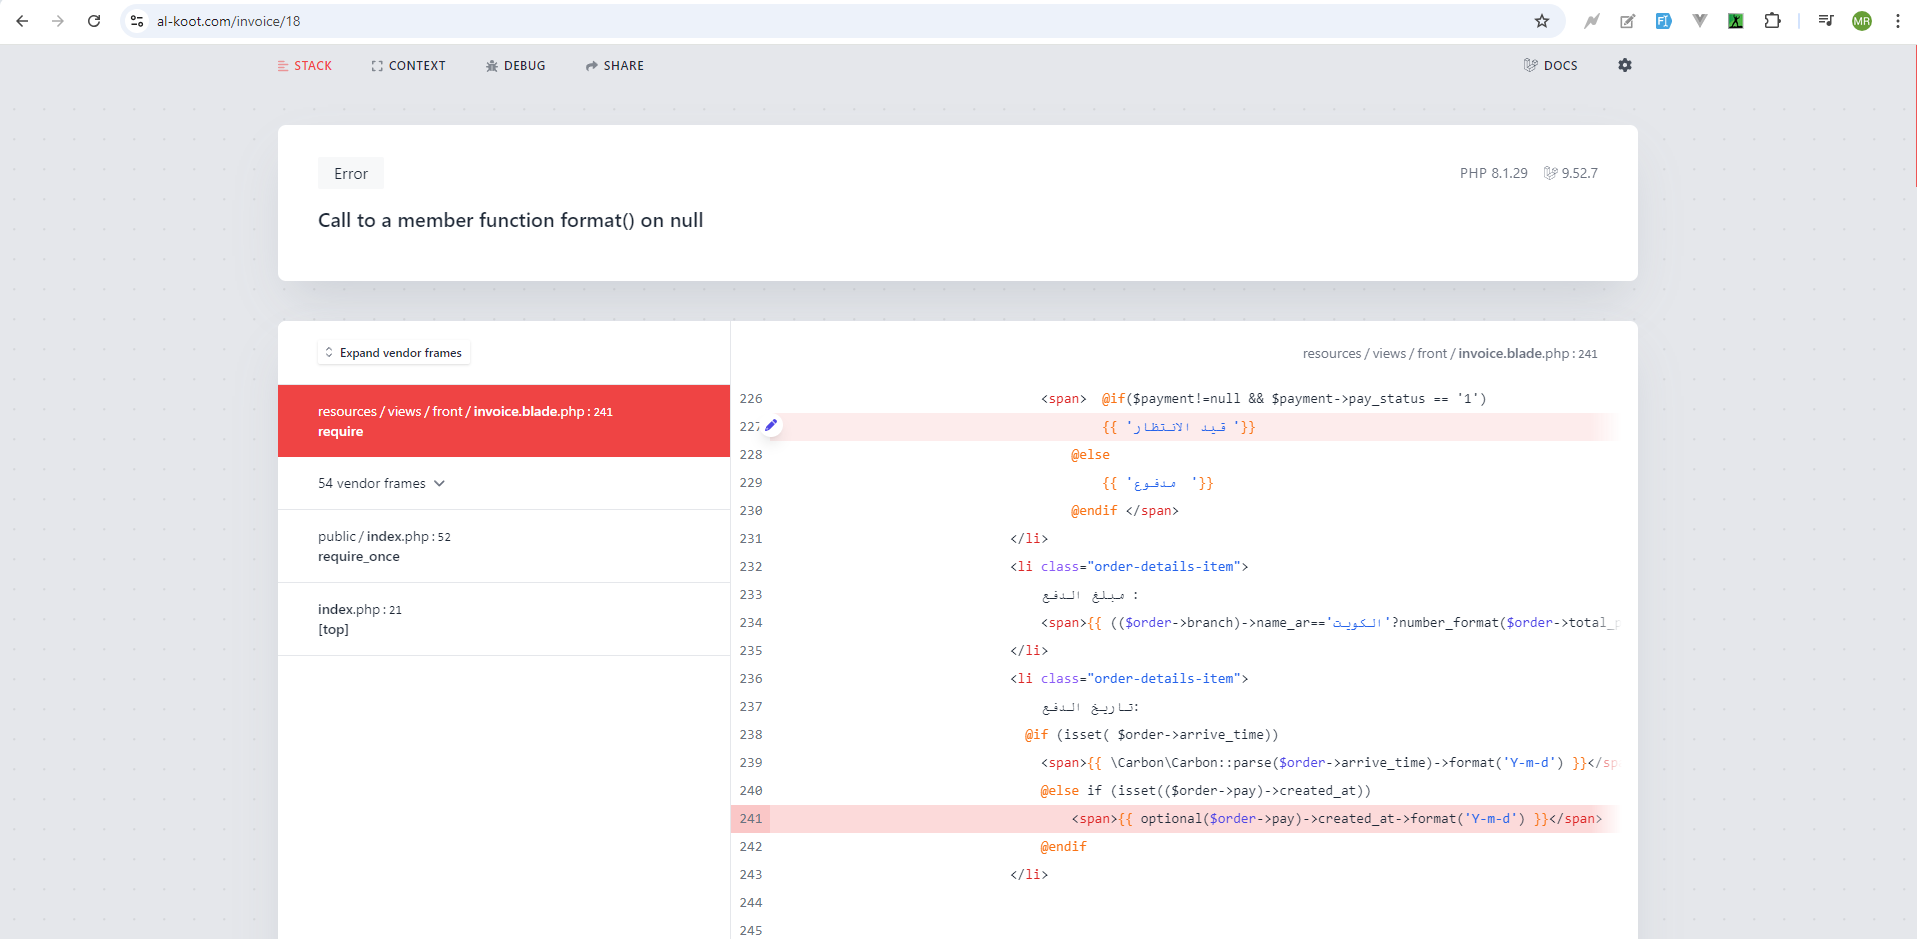 al-koot.com/invoice/18
MR
STACK CONTEXT DEBUG SHARE DOCS
Error PHP 8.1.29 9.52.7
Call to a member function format() on null
Expand vendor frames
resources / views / front / invoice.blade.php : 241
require
54 vendor frames
public / index.php : 52
require_once
index.php : 21
[top]
resources / views / front / invoice.blade.php : 241
226 <span> @if($payment!=null && $payment->pay_status == '1')
227 {{ 'قيد الانتظار '}}
228 @else
229 {{ 'مدفوع  '}}
230 @endif </span>
231 </li>
232 <li class="order-details-item">
233 مبلغ الدفع :
234 <span>{{ (($order->branch)->name_ar=='الكويت'?number_format($order->total_p
235 </li>
236 <li class="order-details-item">
237 تاريخ الدفع:
238 @if (isset( $order->arrive_time))
239 <span>{{ \Carbon\Carbon::parse($order->arrive_time)->format('Y-m-d') }}</sp
240 @else if (isset(($order->pay)->created_at))
241 <span>{{ optional($order->pay)->created_at->format('Y-m-d') }}</span>
242 @endif
243 </li>
244
245